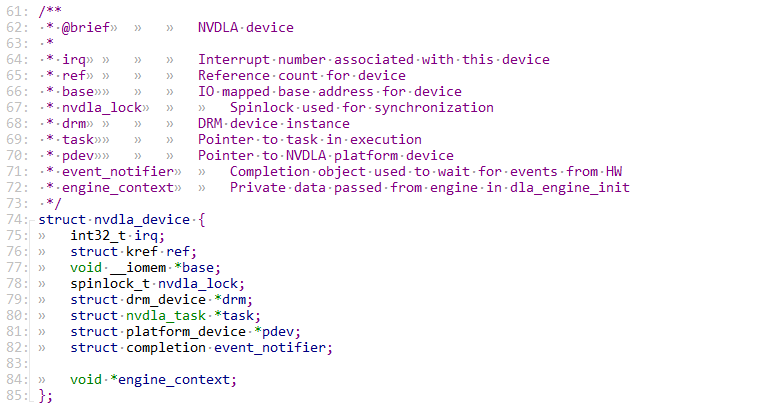 61: /**
62:  * @brief			NVDLA device
63:  *
64:  * irq				Interrupt number associated with this device
65:  * ref				Reference count for device
66:  * base				IO mapped base address for device
67:  * nvdla_lock			Spinlock used for synchronization
68:  * drm				DRM device instance
69:  * task				Pointer to task in execution
70:  * pdev				Pointer to NVDLA platform device
71:  * event_notifier		Completion object used to wait for events from HW
72:  * engine_context		Private data passed from engine in dla_engine_init
73:  */
74: struct nvdla_device {
75: 	int32_t irq;
76: 	struct kref ref;
77: 	void __iomem *base;
78: 	spinlock_t nvdla_lock;
79: 	struct drm_device *drm;
80: 	struct nvdla_task *task;
81: 	struct platform_device *pdev;
82: 	struct completion event_notifier;
83:
84: 	void *engine_context;
85: };